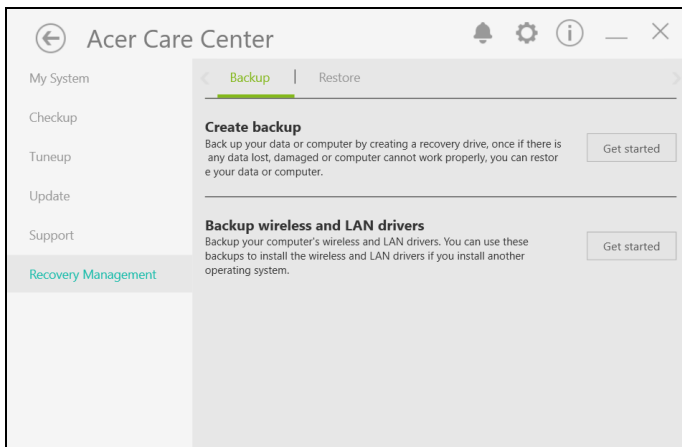 Acer Care Center
My System
Checkup
Tuneup
Update
Support
Recovery Management
Backup | Restore
Create backup
Back up your data or computer by creating a recovery drive, once if there is
any data lost, damaged or computer cannot work properly, you can restor
e your data or computer.
Get started
Backup wireless and LAN drivers
Backup your computer's wireless and LAN drivers. You can use these
backups to install the wireless and LAN drivers if you install another
operating system.
Get started